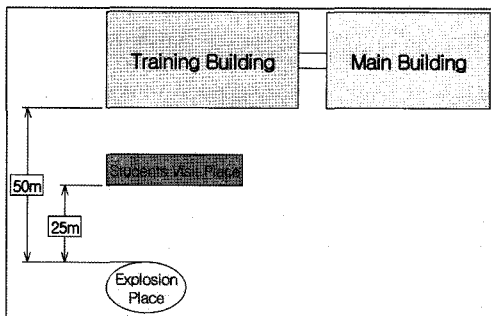 Training Building
Main Building
Students Visit Place
50m
25m
Explosion
Place